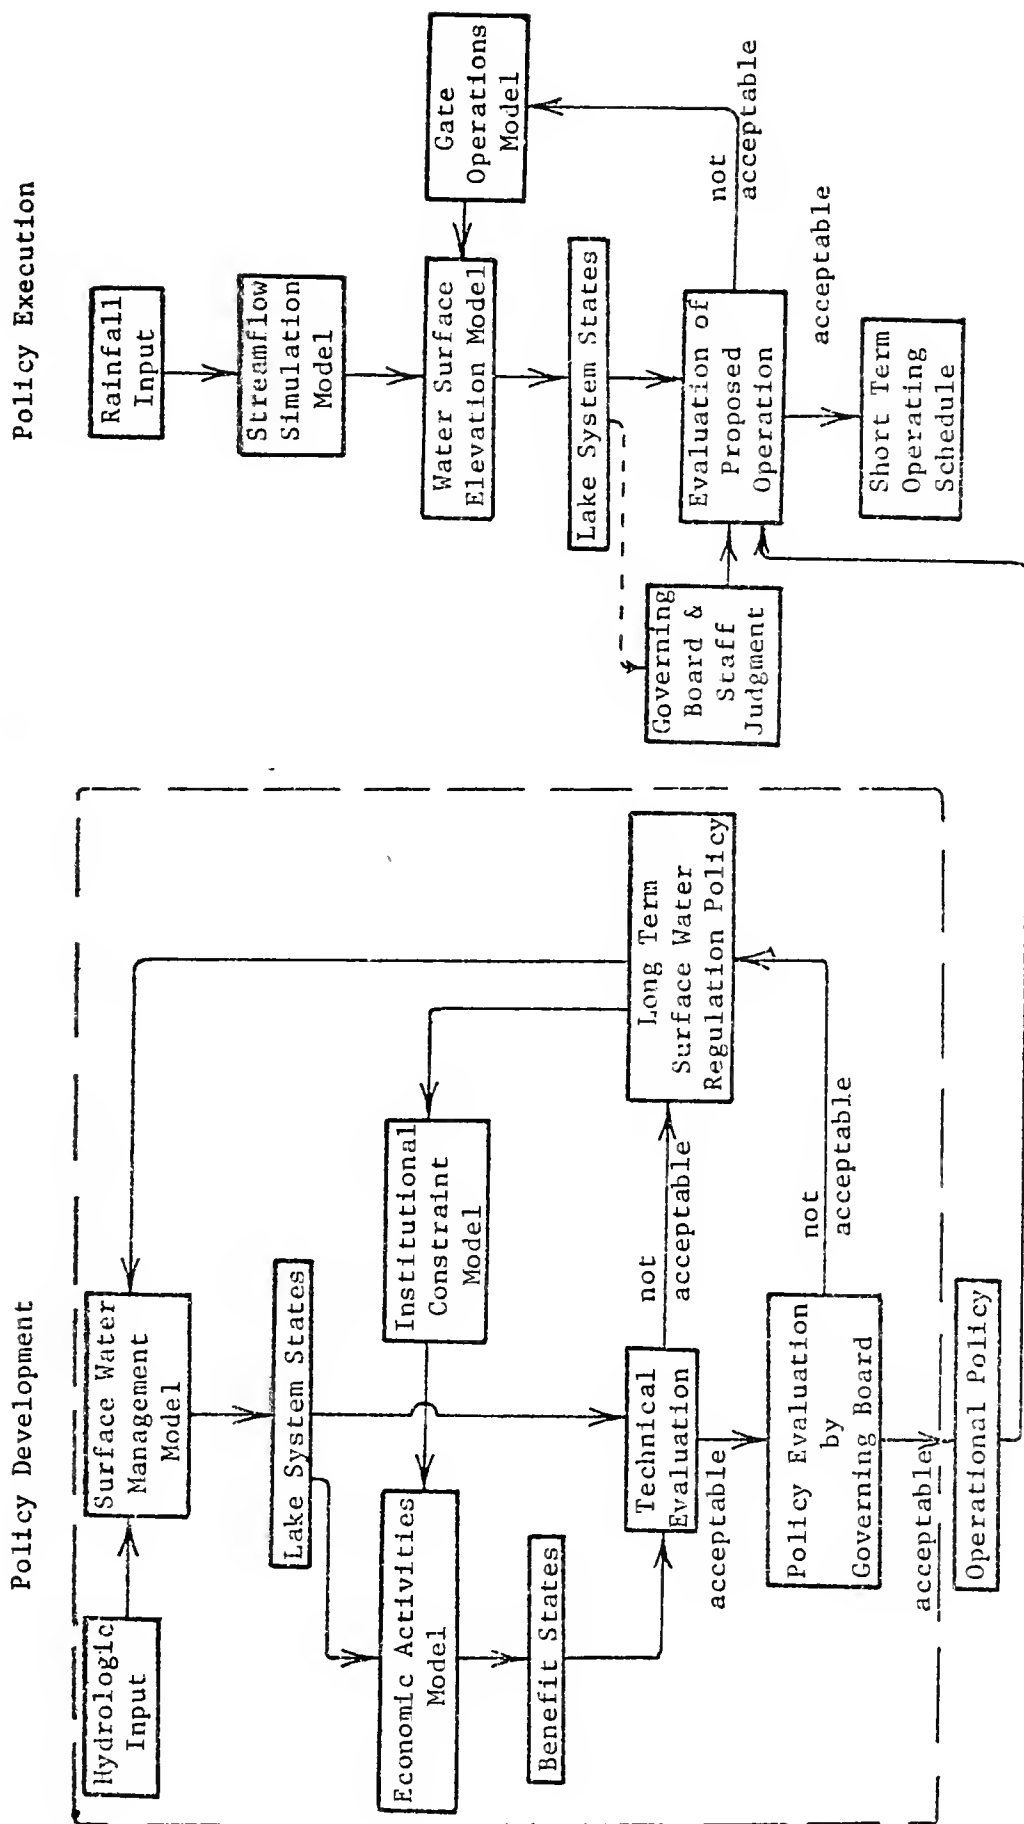 Policy Development
Hydrologic
Input
Surface Water
Management
Model
Lake System States
Economic Activities
Model
Institutional
Constraint
Model
Benefit States
Technical
Evaluation
not
acceptable
Long Term
Surface Water
Regulation Policy
acceptable
Policy Evaluation
by
Governing Board
not
acceptable
acceptable
Operational Policy
Policy Execution
Rainfall
Input
Streamflow
Simulation
Model
Water Surface
Elevation Model
Gate
Operations
Model
Lake System States
Governing
Board &
Staff
Judgment
Evaluation of
Proposed
Operation
not
acceptable
acceptable
Short Term
Operating
Schedule